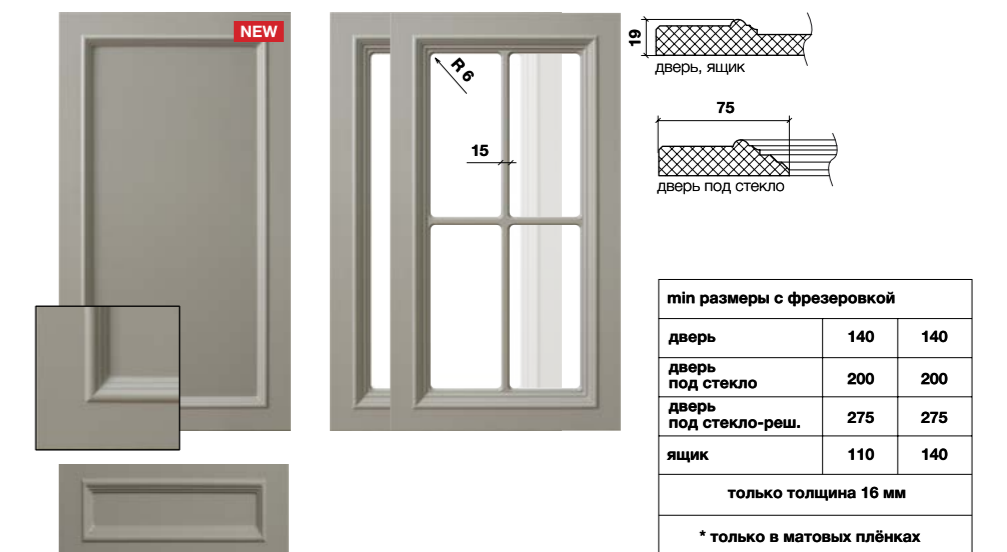 NEW
R 6
15
19
дверь, ящик
75
дверь под стекло
min размеры с фрезеровкой
дверь 140 140
дверь
под стекло 200 200
дверь
под стекло-реш. 275 275
ящик 110 140
только толщина 16 мм
* только в матовых плёнках